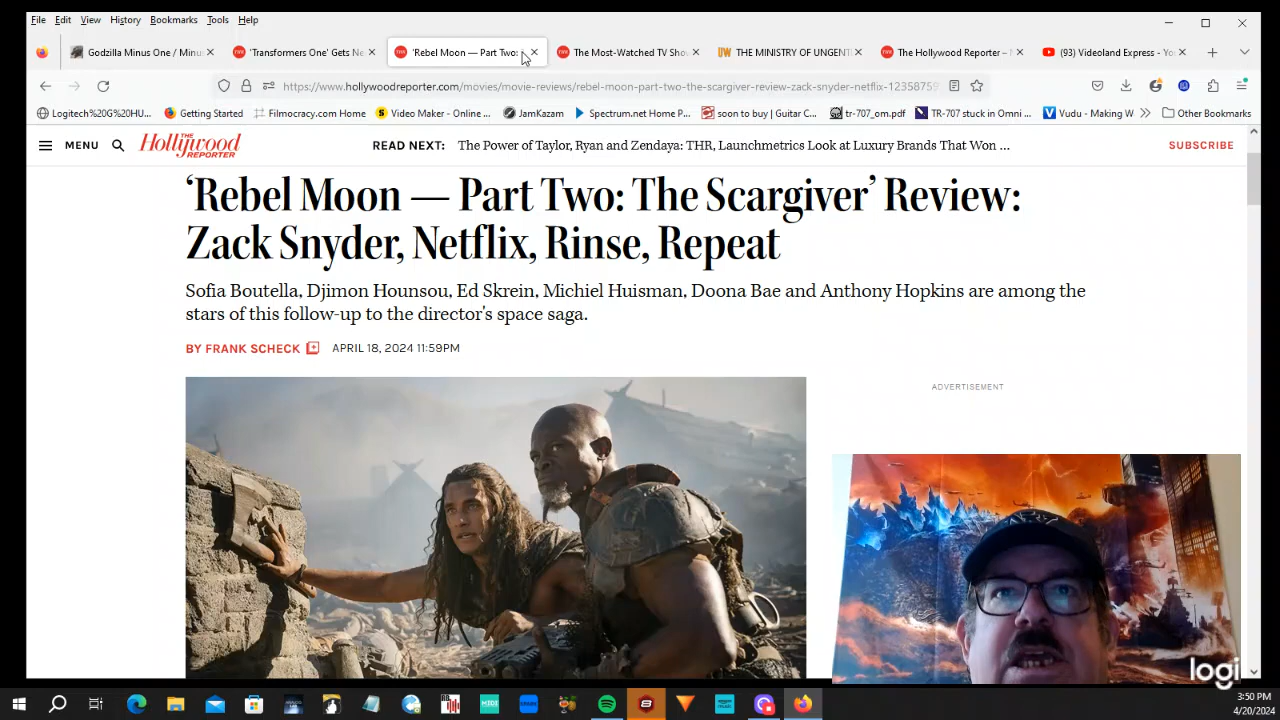 File Edit View History Bookmarks Tools Help
Godzilla Minus One / Minus
'Transformers One' Gets Ne
'Rebel Moon — Part Two:
The Most-Watched TV Sho
THE MINISTRY OF UNGENT
The Hollywood Reporter –
(93) Videoland Express - Yo
https://www.hollywoodreporter.com/movies/movie-reviews/rebel-moon-part-two-the-scargiver-review-zack-snyder-netflix-12358759
Logitech%20G%20HU...
Getting Started
Filmocracy.com Home
Video Maker - Online ...
JamKazam
Spectrum.net Home P...
soon to buy | Guitar C...
tr-707_om.pdf
TR-707 stuck in Omni ...
Vudu - Making W
Other Bookmarks
MENU
THE Hollywood REPORTER
READ NEXT: The Power of Taylor, Ryan and Zendaya: THR, Launchmetrics Look at Luxury Brands That Won ...
SUBSCRIBE
'Rebel Moon — Part Two: The Scargiver' Review:
Zack Snyder, Netflix, Rinse, Repeat
Sofia Boutella, Djimon Hounsou, Ed Skrein, Michiel Huisman, Doona Bae and Anthony Hopkins are among the
stars of this follow-up to the director's space saga.
BY FRANK SCHECK APRIL 18, 2024 11:59PM
ADVERTISEMENT
logi
3:50 PM
4/20/2024